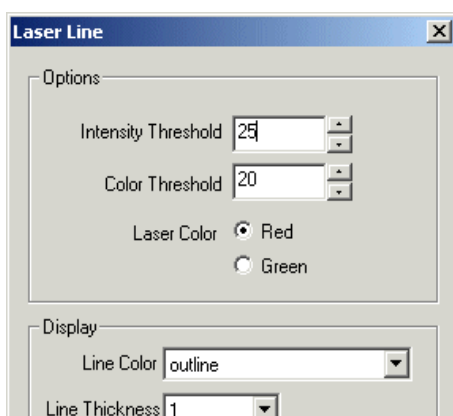 Laser Line
Options
Intensity Threshold 25
Color Threshold 20
Laser Color Red
Green
Display
Line Color outline
Line Thickness 1